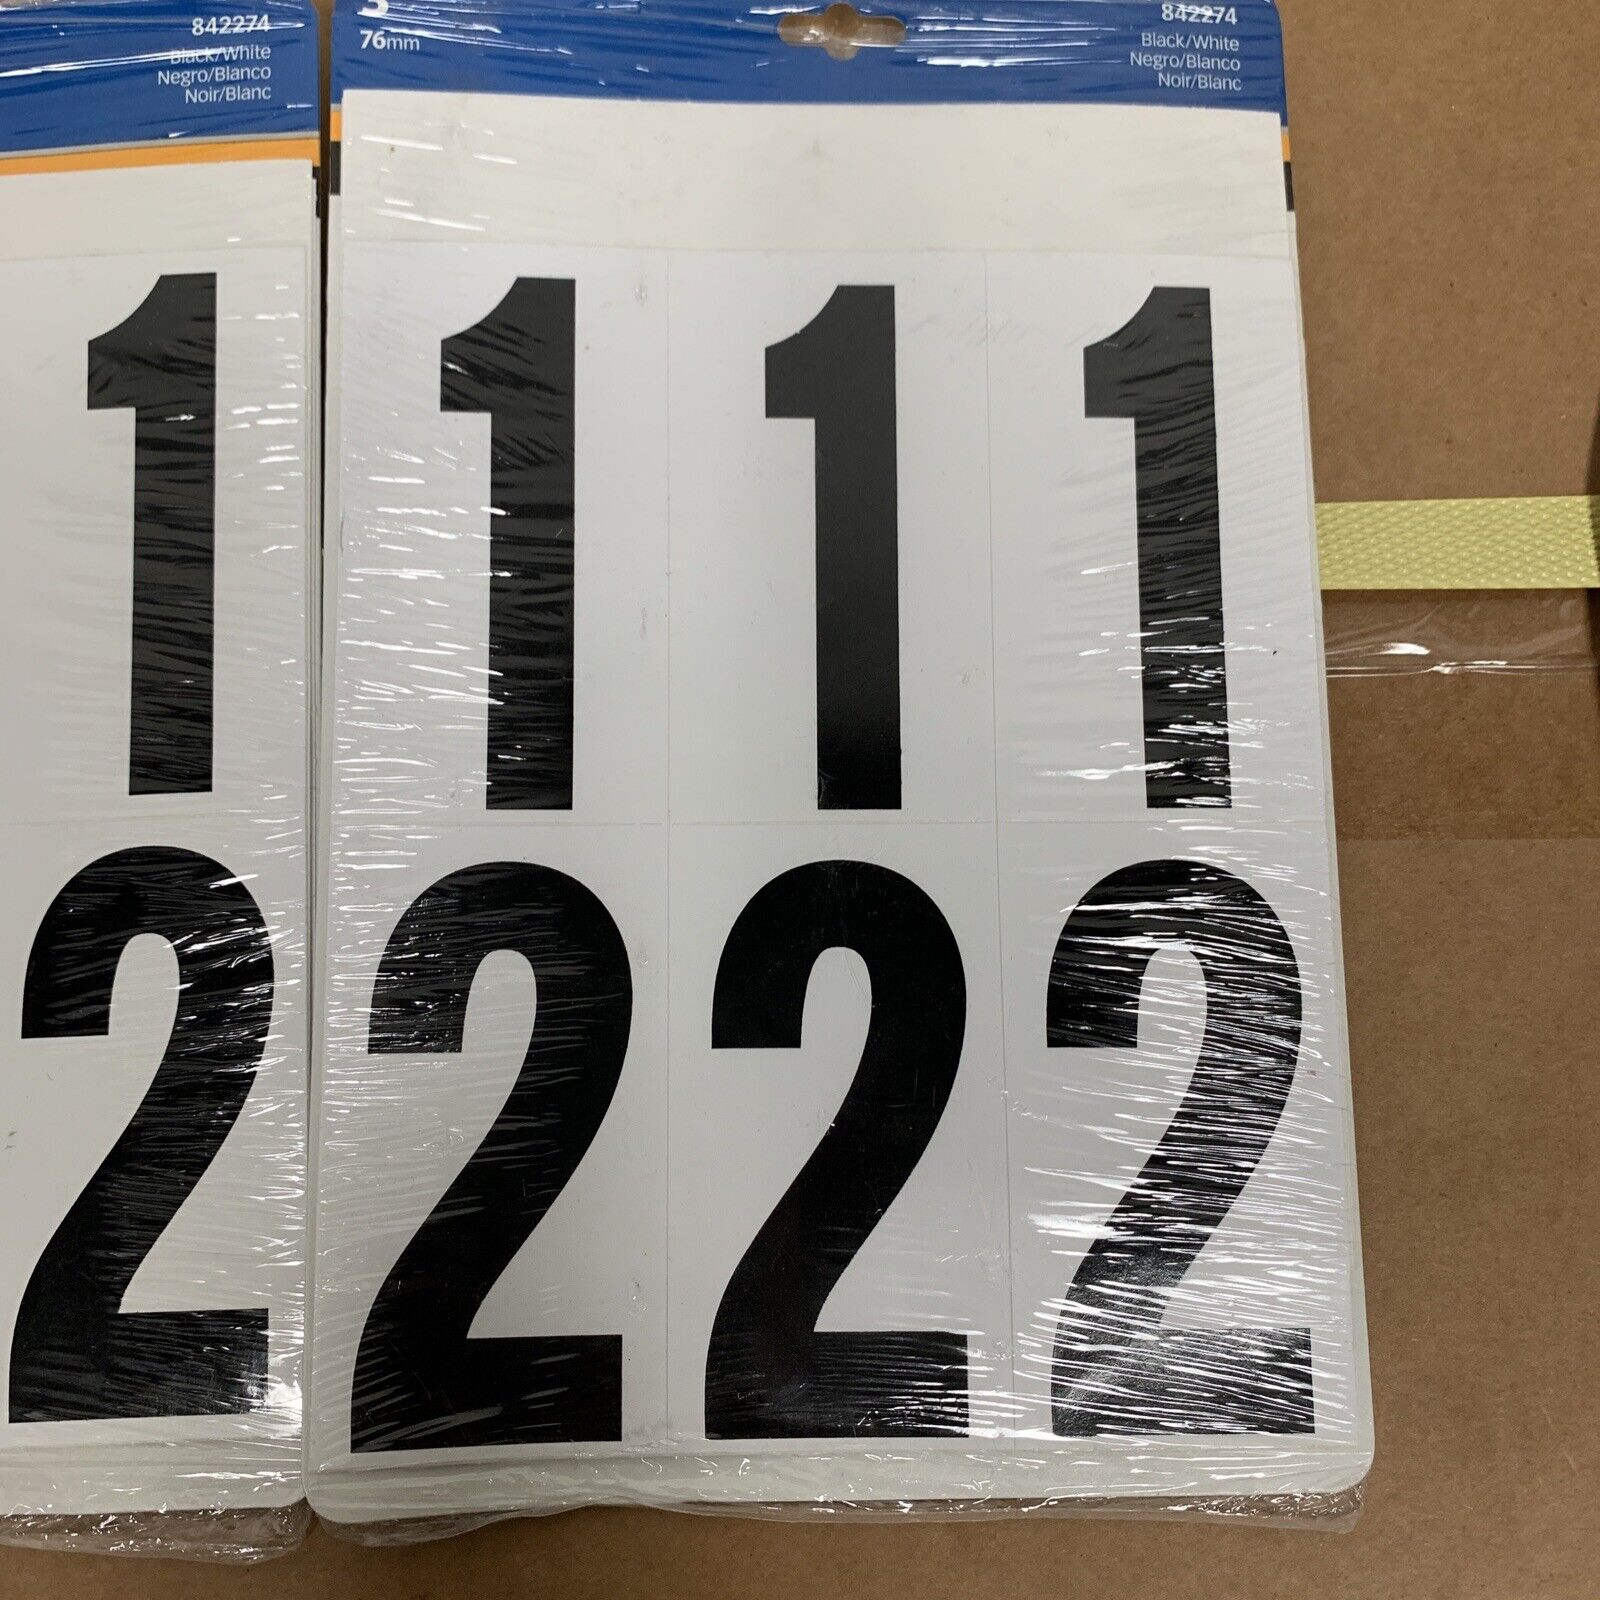 842274
Black/White
Negro/Blanco
Noir/Blanc
1
2
3
76mm
842274
Black/White
Negro/Blanco
Noir/Blanc
1 1 1
2 2 2